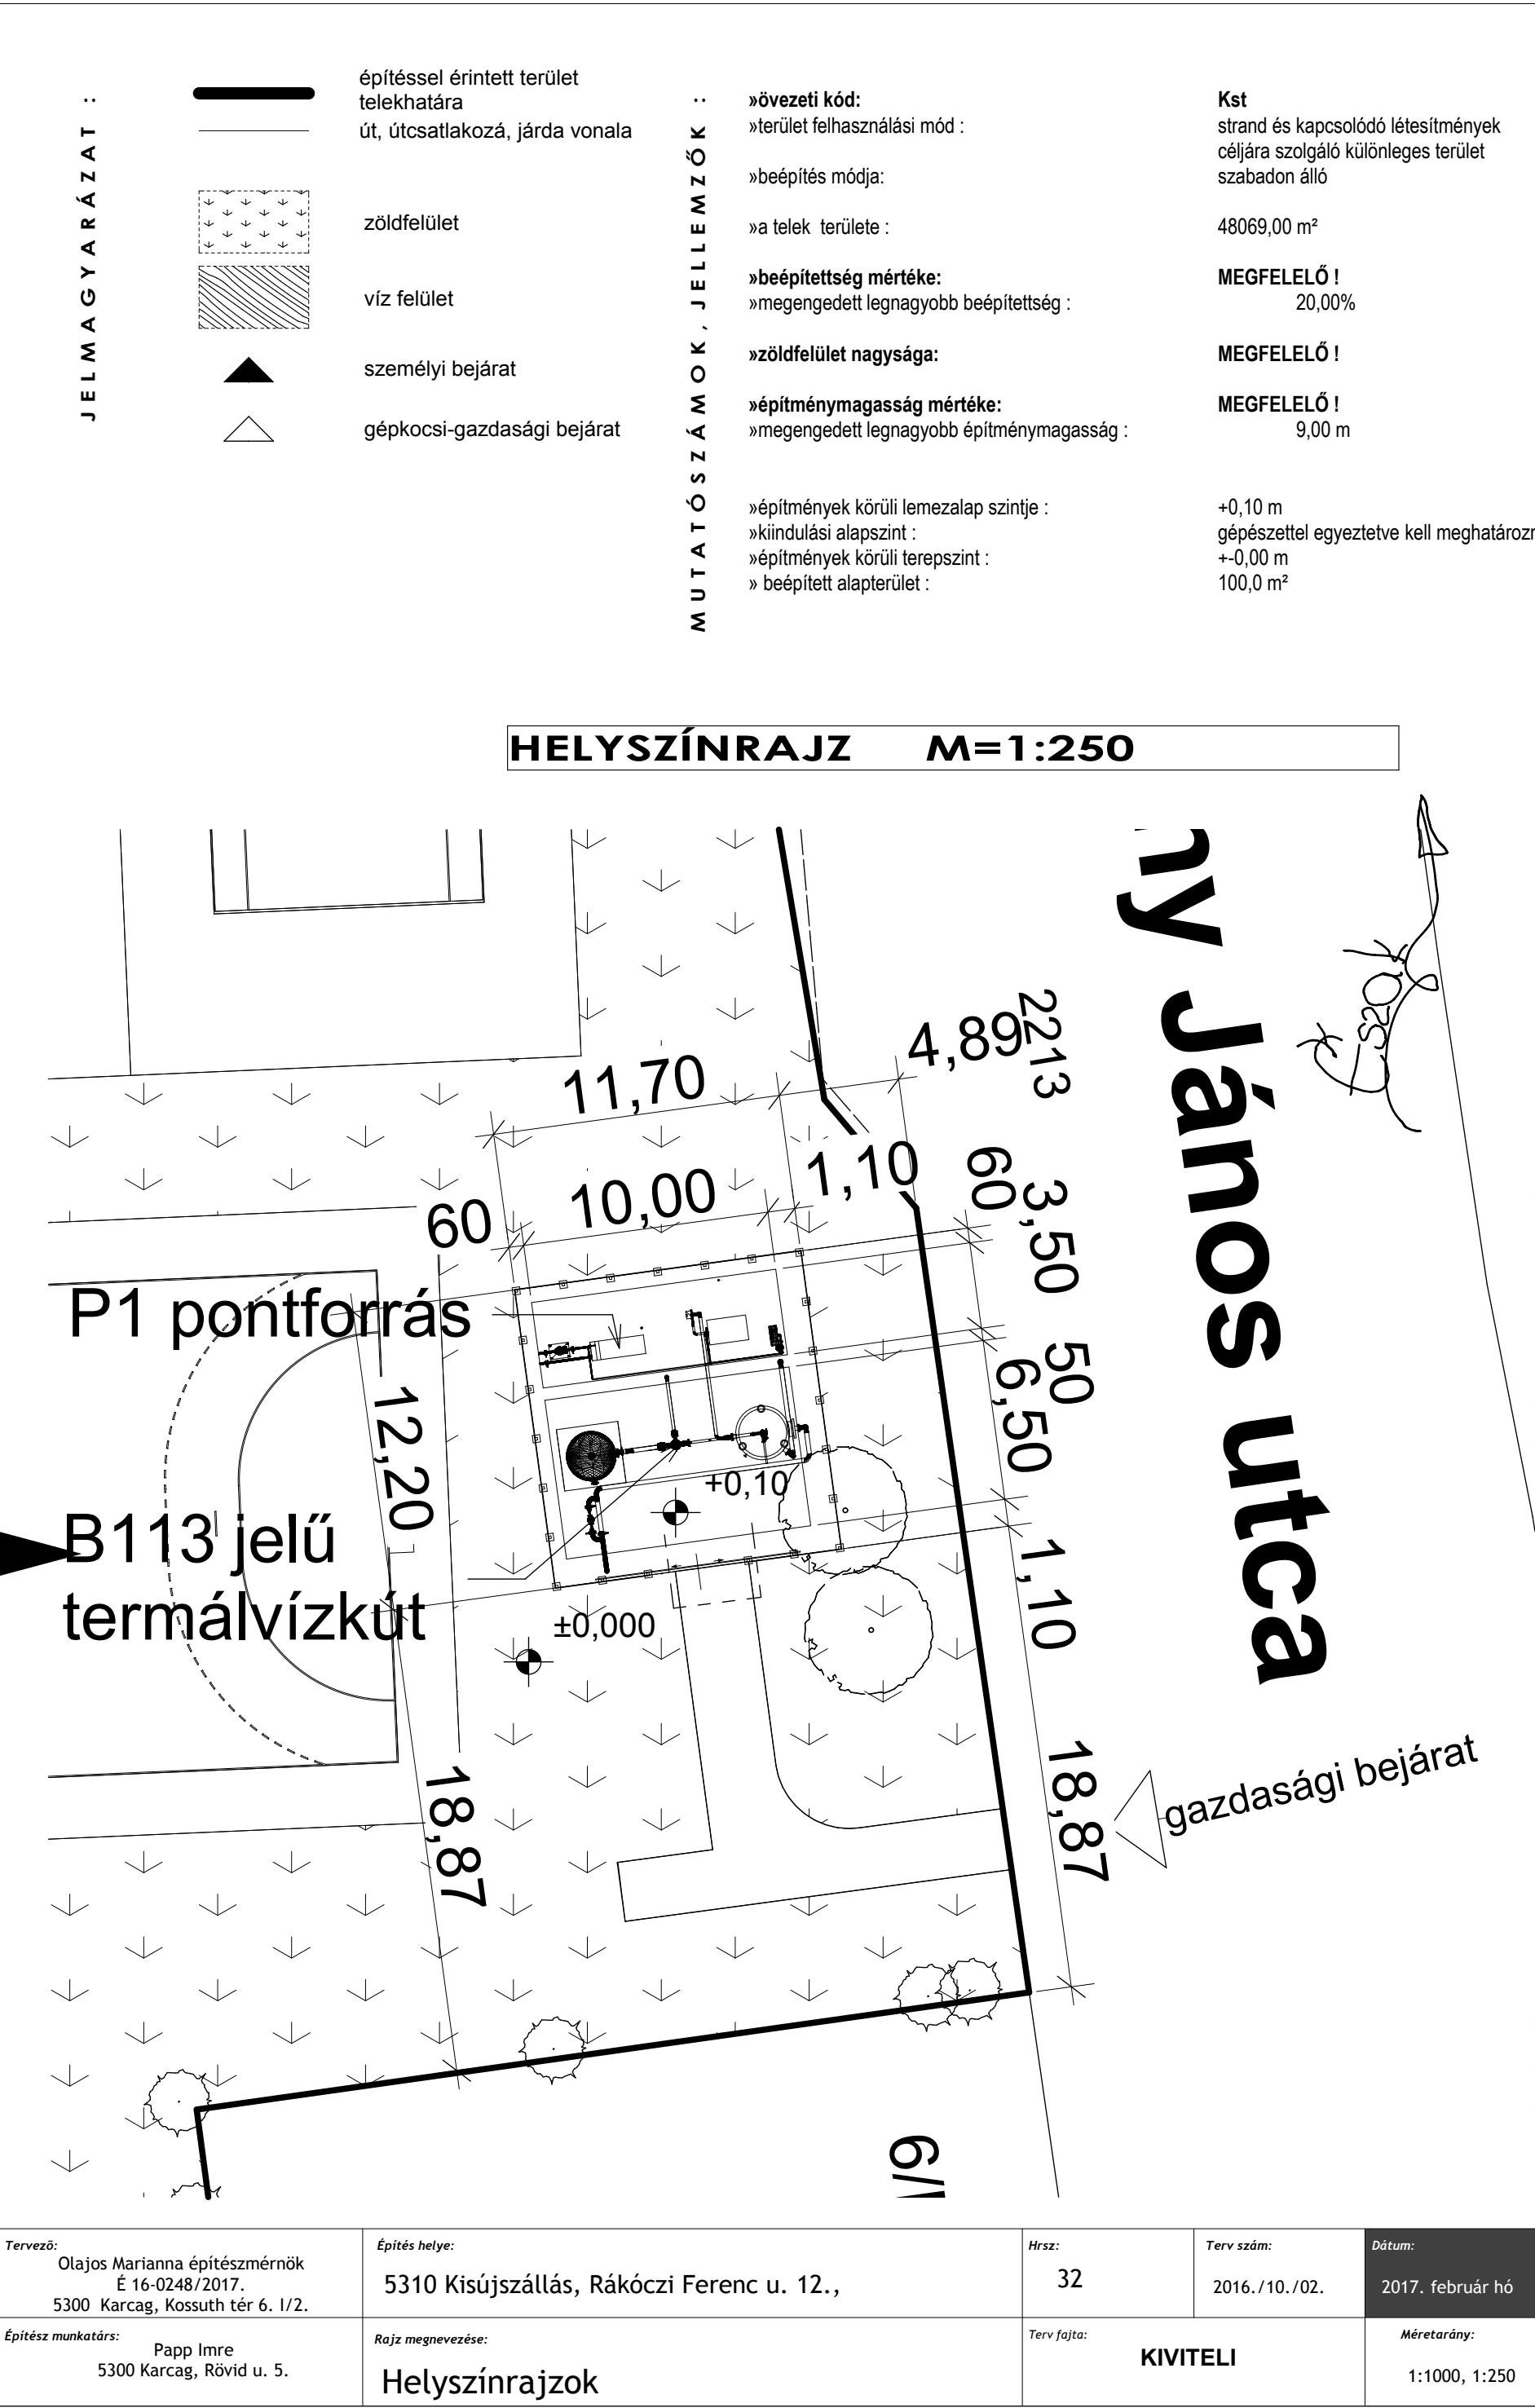 JELMAGYARÁZAT :
építéssel érintett terület
telekhatára
út, útcsatlakozá, járda vonala
zöldfelület
víz felület
személyi bejárat
gépkocsi-gazdasági bejárat
MUTATÓSZÁMOK, JELLEMZŐK :
»övezeti kód: Kst
»terület felhasználási mód : strand és kapcsolódó létesítmények
céljára szolgáló különleges terület
»beépítés módja: szabadon álló
»a telek területe : 48069,00 m²
»beépítettség mértéke: MEGFELELŐ !
»megengedett legnagyobb beépítettség : 20,00%
»zöldfelület nagysága: MEGFELELŐ !
»építménymagasság mértéke: MEGFELELŐ !
»megengedett legnagyobb építménymagasság : 9,00 m
»építmények körüli lemezalap szintje : +0,10 m
»kiindulási alapszint : gépészettel egyeztetve kell meghatározn
»építmények körüli terepszint : +-0,00 m
» beépített alapterület : 100,0 m²
HELYSZÍNRAJZ M=1:250
ny János utca
2213
4,89
11,70
1,10
10,00
60
60
3,50
50
6,50
1,10
18,87
P1 pontforrás
12,20
+0,10
B113 jelű
termálvízkút
±0,000
18,87
gazdasági bejárat
6/
Tervező:
Olajos Marianna építészmérnök
É 16-0248/2017.
5300 Karcag, Kossuth tér 6. I/2.
Építés helye:
5310 Kisújszállás, Rákóczi Ferenc u. 12.,
Hrsz:
32
Terv szám:
2016./10./02.
Dátum:
2017. február hó
Építész munkatárs:
Papp Imre
5300 Karcag, Rövid u. 5.
Rajz megnevezése:
Helyszínrajzok
Terv fajta:
KIVITELI
Méretarány:
1:1000, 1:250